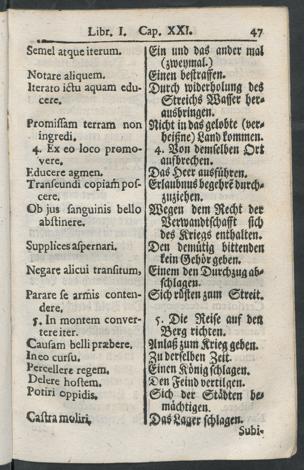 Libr. I. Cap. XXI. 47
Semel atque iterum. Ein und das ander mal
(zweymal.)
Notare aliquem. Einen bestraffen.
Iterato ictu aquam edu- Durch widerholung des
cere. Streichs Wasser her-
ausbringen.
Promissam terram non Nicht in das gelobte (ver-
ingredi. heißne) Land kommen.
4. Ex eo loco promo- 4. Von demselben Ort
vere. aufbrechen.
Educere agmen. Das Heer ausführen.
Transeundi copiam pos- Erlaubnus begehrē durch-
cere. zuziehen.
Ob jus sanguinis bello Wegen dem Recht der
abstinere. Verwandtschafft sich
des Kriegs enthalten.
Supplices aspernari. Den demütig bittenden
kein Gehör geben.
Negare alicui transitum, Einem den Durchzug ab-
schlagen.
Parare se armis conten- Sich rüsten zum Streit.
dere.
5. In montem conver- 5. Die Reise auf den
tere iter. Berg richten.
Causam belli præbere. Anlaß zum Krieg geben.
In eo cursu. Zu derselben Zeit.
Percellere regem. Einen König schlagen.
Delere hostem. Den Feind vertilgen.
Potiri oppidis. Sich der Städten be-
mächtigen.
Castra moliri. Das Lager schlagen.
Subi-